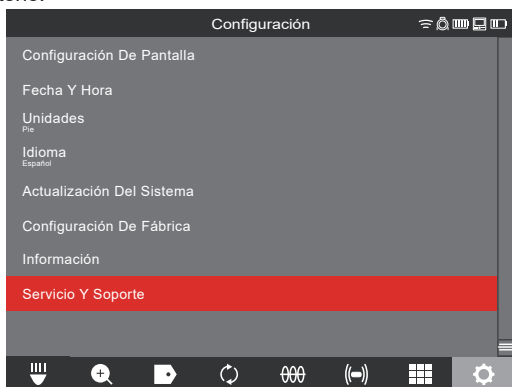 Configuración
Configuración De Pantalla
Fecha Y Hora
Unidades
Pie
Idioma
Español
Actualización Del Sistema
Configuración De Fábrica
Información
Servicio Y Soporte